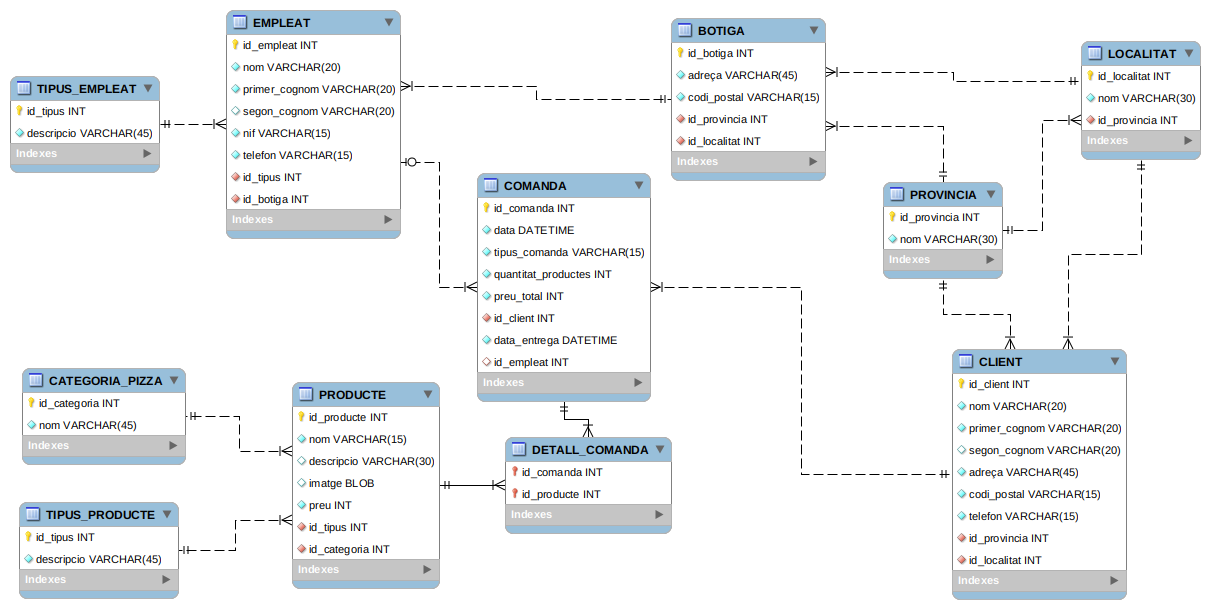 EMPLEAT
id_empleat INT
nom VARCHAR(20)
primer_cognom VARCHAR(20)
segon_cognom VARCHAR(20)
nif VARCHAR(15)
telefon VARCHAR(15)
id_tipus INT
id_botiga INT
Indexes
BOTIGA
id_botiga INT
adreça VARCHAR(45)
codi_postal VARCHAR(15)
id_provincia INT
id_localitat INT
Indexes
LOCALITAT
id_localitat INT
nom VARCHAR(30)
id_provincia INT
Indexes
TIPUS_EMPLEAT
id_tipus INT
descripcio VARCHAR(45)
Indexes
COMANDA
id_comanda INT
data DATETIME
tipus_comanda VARCHAR(15)
quantitat_productes INT
preu_total INT
id_client INT
data_entrega DATETIME
id_empleat INT
Indexes
PROVINCIA
id_provincia INT
nom VARCHAR(30)
Indexes
CATEGORIA_PIZZA
id_categoria INT
nom VARCHAR(45)
Indexes
PRODUCTE
id_producte INT
nom VARCHAR(15)
descripcio VARCHAR(30)
imatge BLOB
preu INT
id_tipus INT
id_categoria INT
Indexes
DETALL_COMANDA
id_comanda INT
id_producte INT
Indexes
CLIENT
id_client INT
nom VARCHAR(20)
primer_cognom VARCHAR(20)
segon_cognom VARCHAR(20)
adreça VARCHAR(45)
codi_postal VARCHAR(15)
telefon VARCHAR(15)
id_provincia INT
id_localitat INT
Indexes
TIPUS_PRODUCTE
id_tipus INT
descripcio VARCHAR(45)
Indexes